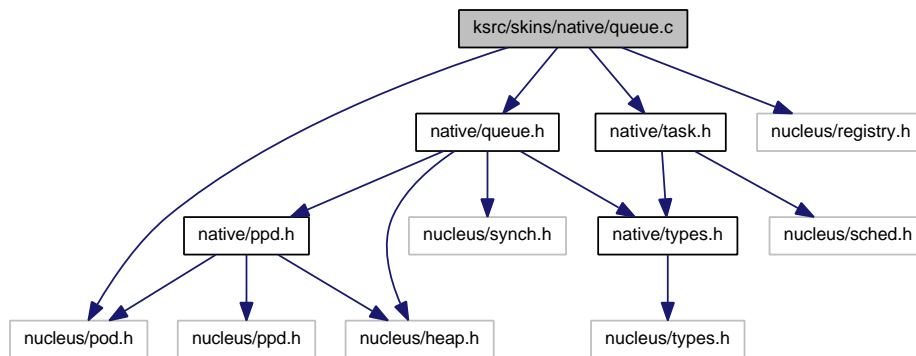 ksrc/skins/native/queue.c
native/queue.h
native/task.h
nucleus/registry.h
native/ppd.h
nucleus/synch.h
native/types.h
nucleus/sched.h
nucleus/pod.h
nucleus/ppd.h
nucleus/heap.h
nucleus/types.h